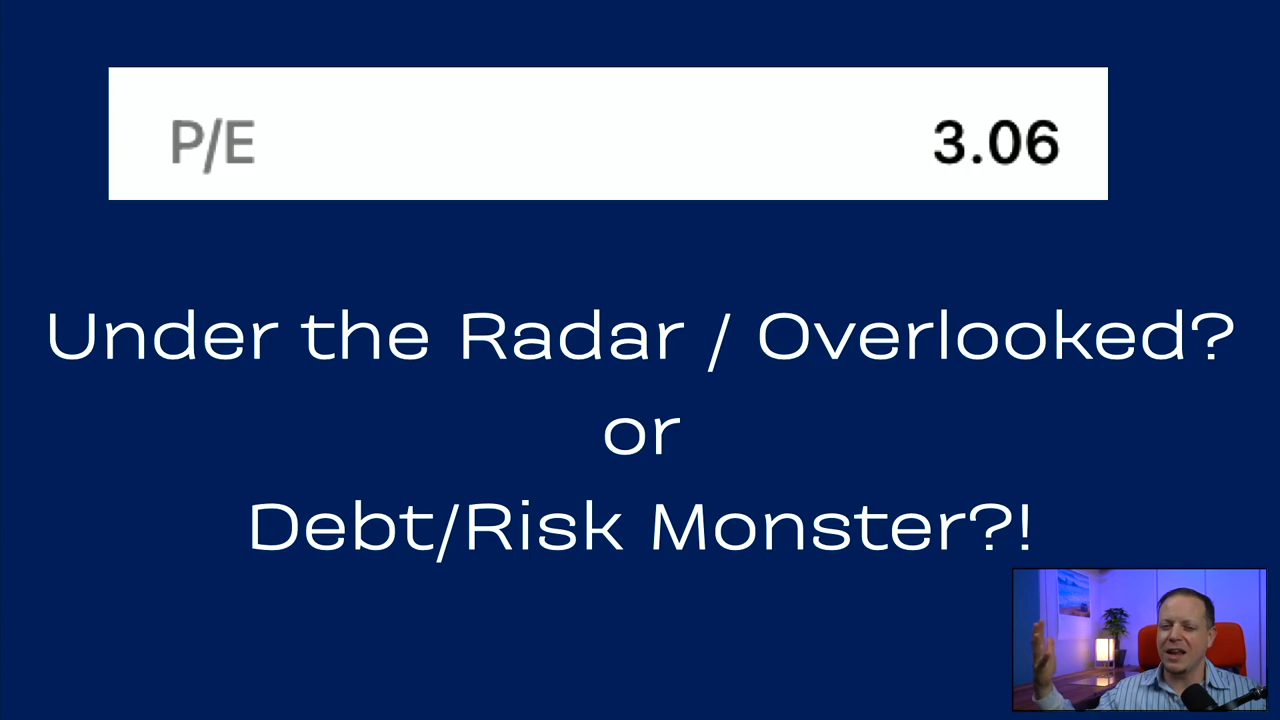 P/E 3.06
Under the Radar / Overlooked?
or
Debt/Risk Monster?!